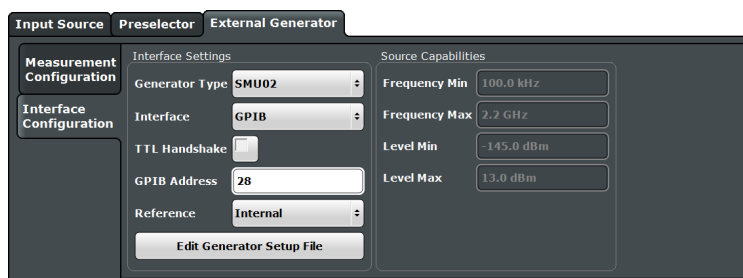 Input Source Preselector External Generator
Measurement Configuration
Interface Configuration
Interface Settings
Generator Type SMU02
Interface GPIB
TTL Handshake
GPIB Address 28
Reference Internal
Edit Generator Setup File
Source Capabilities
Frequency Min 100.0 kHz
Frequency Max 2.2 GHz
Level Min -145.0 dBm
Level Max 13.0 dBm